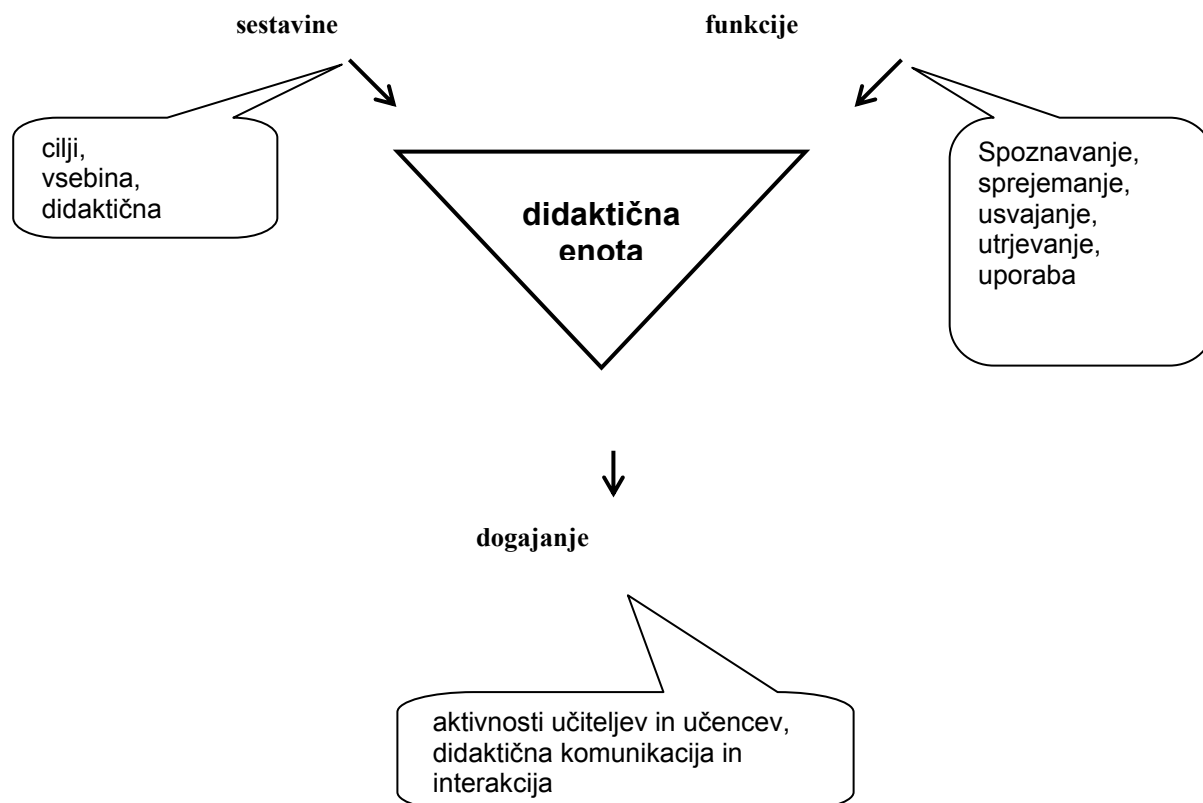 sestavine
funkcije
cilji,
vsebina,
didaktična
Spoznavanje,
sprejemanje,
usvajanje,
utrjevanje,
uporaba
didaktična
enota
dogajanje
aktivnosti učiteljev in učencev,
didaktična komunikacija in
interakcija